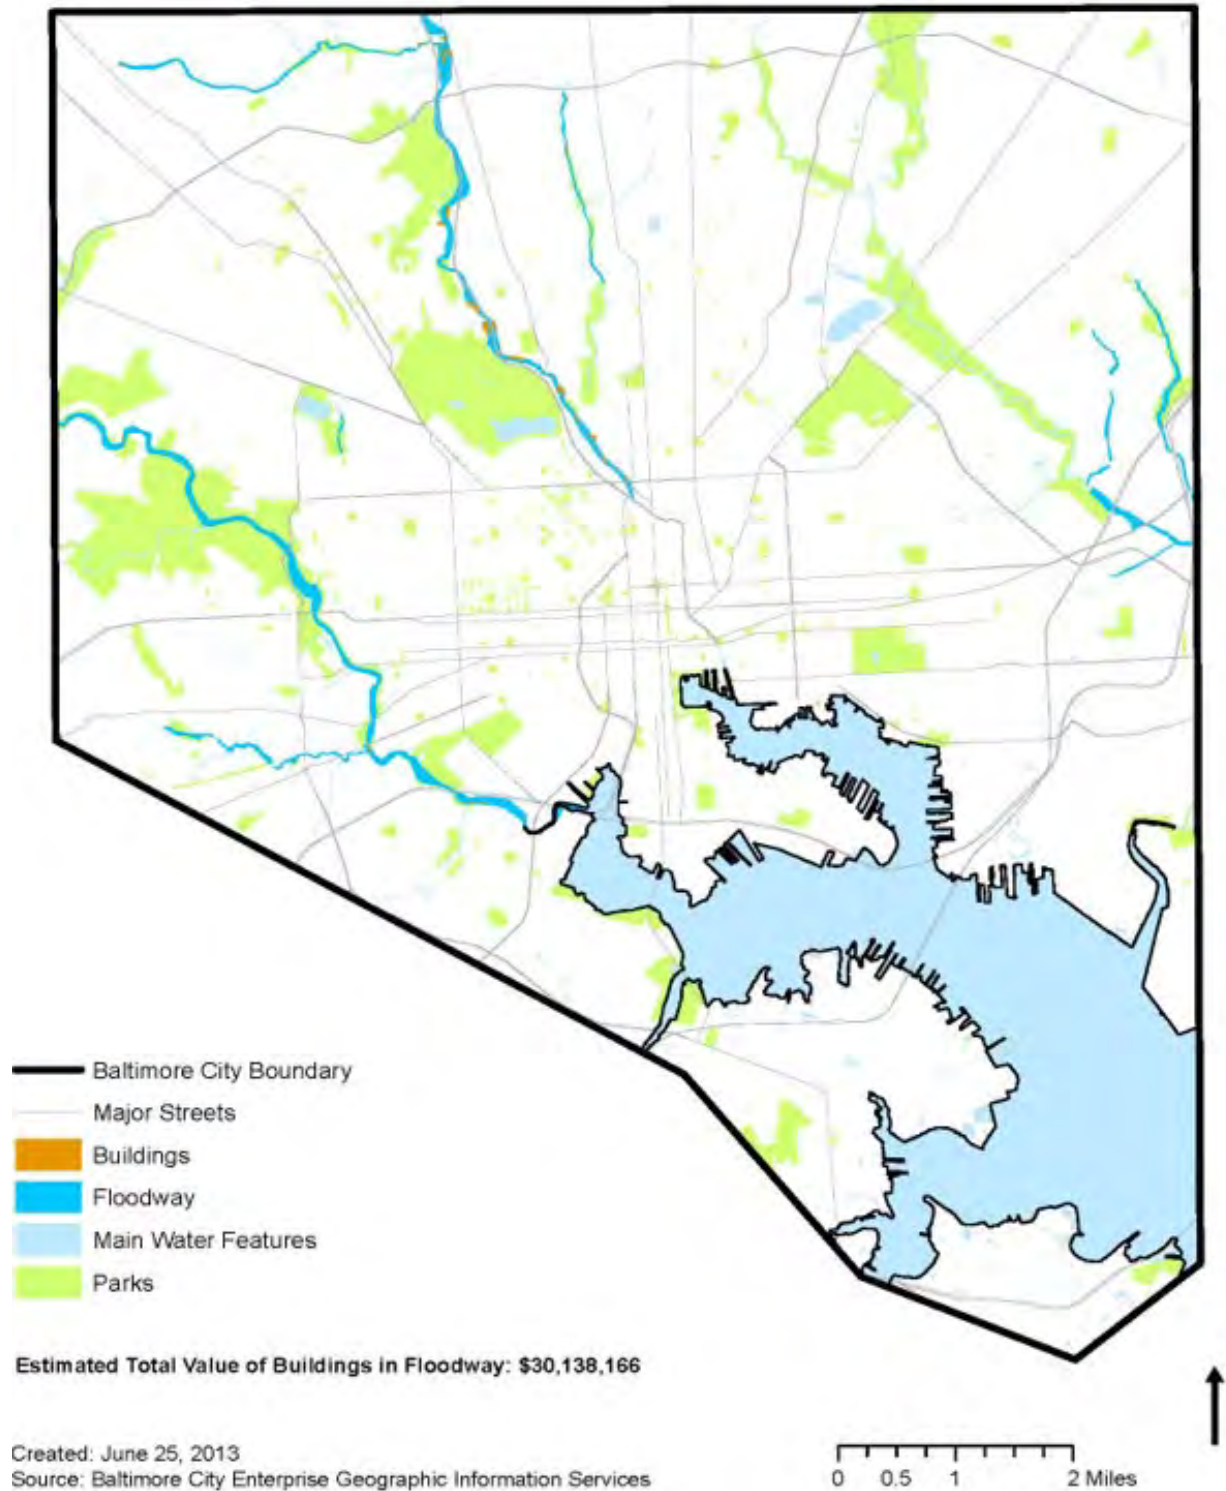 Baltimore City Boundary
Major Streets
Buildings
Floodway
Main Water Features
Parks
Estimated Total Value of Buildings in Floodway: $30,138,166
Created: June 25, 2013
Source: Baltimore City Enterprise Geographic Information Services
0 0.5 1 2 Miles